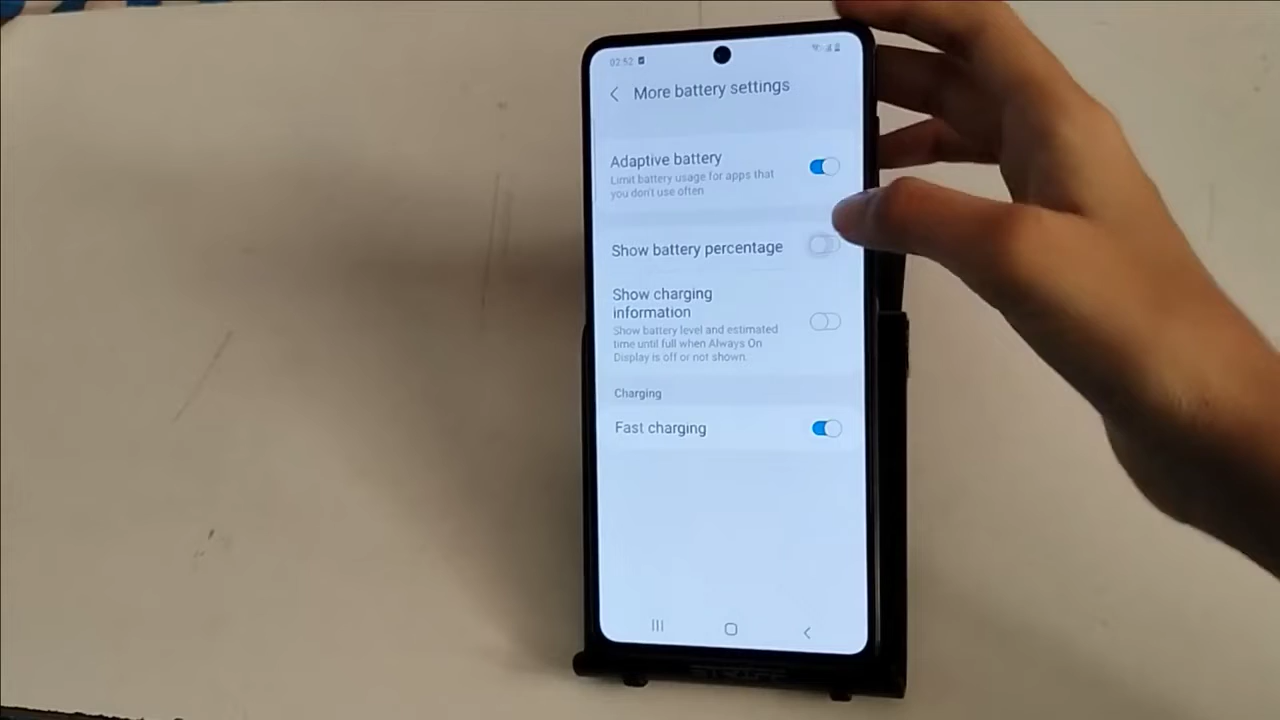 02:52
More battery settings
Adaptive battery
Limit battery usage for apps that
you don't use often
Show battery percentage
Show charging
information
Show battery level and estimated
time until full when Always On
Display is off or not shown.
Charging
Fast charging
STRIFF